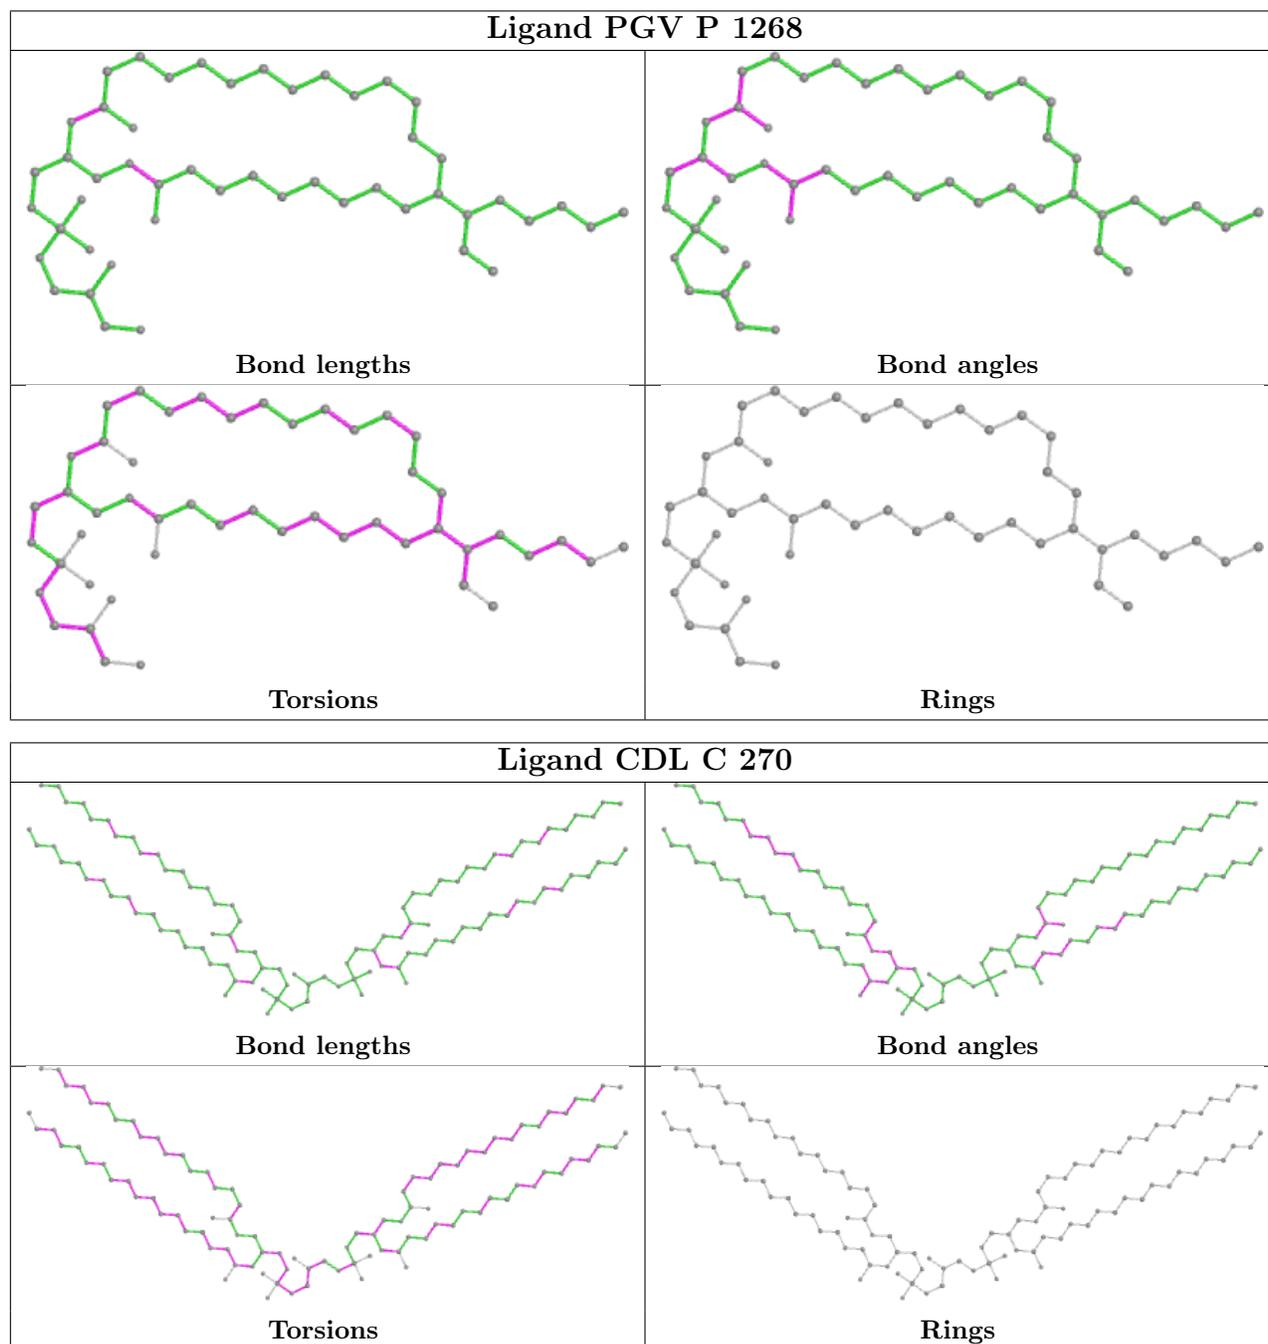 Ligand PGV P 1268
Bond lengths
Bond angles
Torsions
Rings
Ligand CDL C 270
Bond lengths
Bond angles
Torsions
Rings